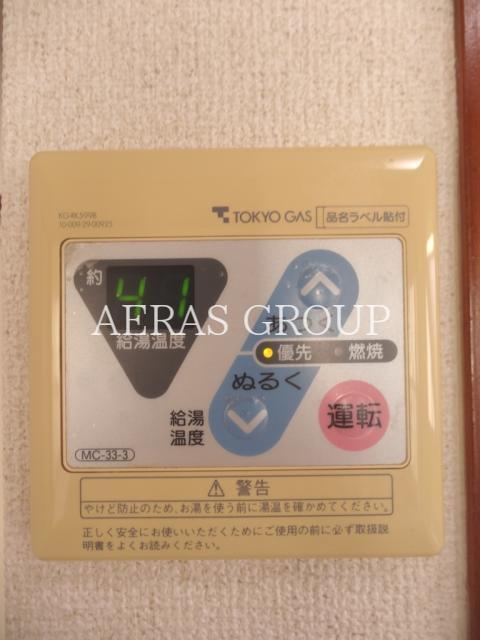 KG-RK599B
TOKYO GAS 品名ラベル貼付
約
41
給湯温度
あつく
AERAS GROUP
優先 燃焼
ぬるく
給湯
温度
運転
MC-33-3
⚠ 警告
やけど防止のため、お湯を使う前に湯温を確かめてください。
正しく安全にお使いいただくためにご使用の前に必ず取扱説
明書をよくお読みください。